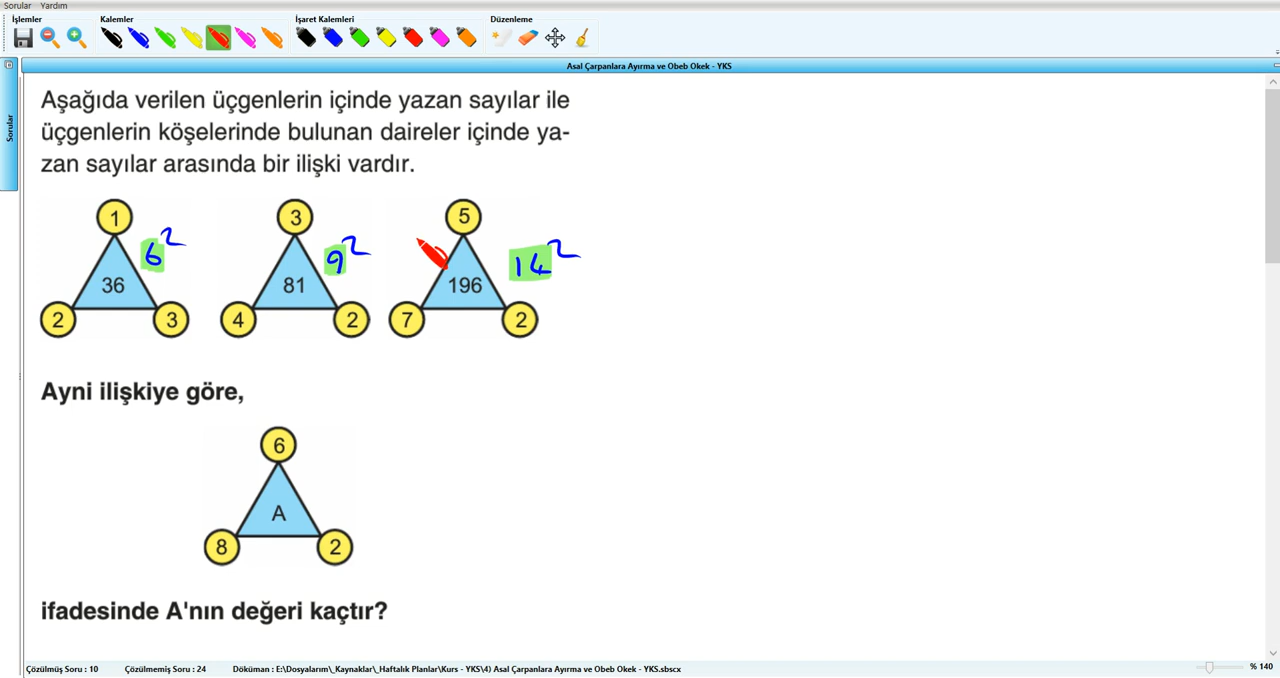 Sorular Yardım
İşlemler Kalemler İşaret Kalemleri Düzenleme
Asal Çarpanlara Ayırma ve Obeb Okek - YKS
Sorular
Aşağıda verilen üçgenlerin içinde yazan sayılar ile
üçgenlerin köşelerinde bulunan daireler içinde ya-
zan sayılar arasında bir ilişki vardır.
1 3 5
6² 9² 14²
36 81 196
2 3 4 2 7 2
Ayni ilişkiye göre,
6
A
8 2
ifadesinde A'nın değeri kaçtır?
Çözülmüş Soru : 10 Çözülmemiş Soru : 24 Döküman : E:\Dosyalarım\_Kaynaklar\_Haftalık Planlar\Kurs - YKS\4) Asal Çarpanlara Ayırma ve Obeb Okek - YKS.sbscx % 140